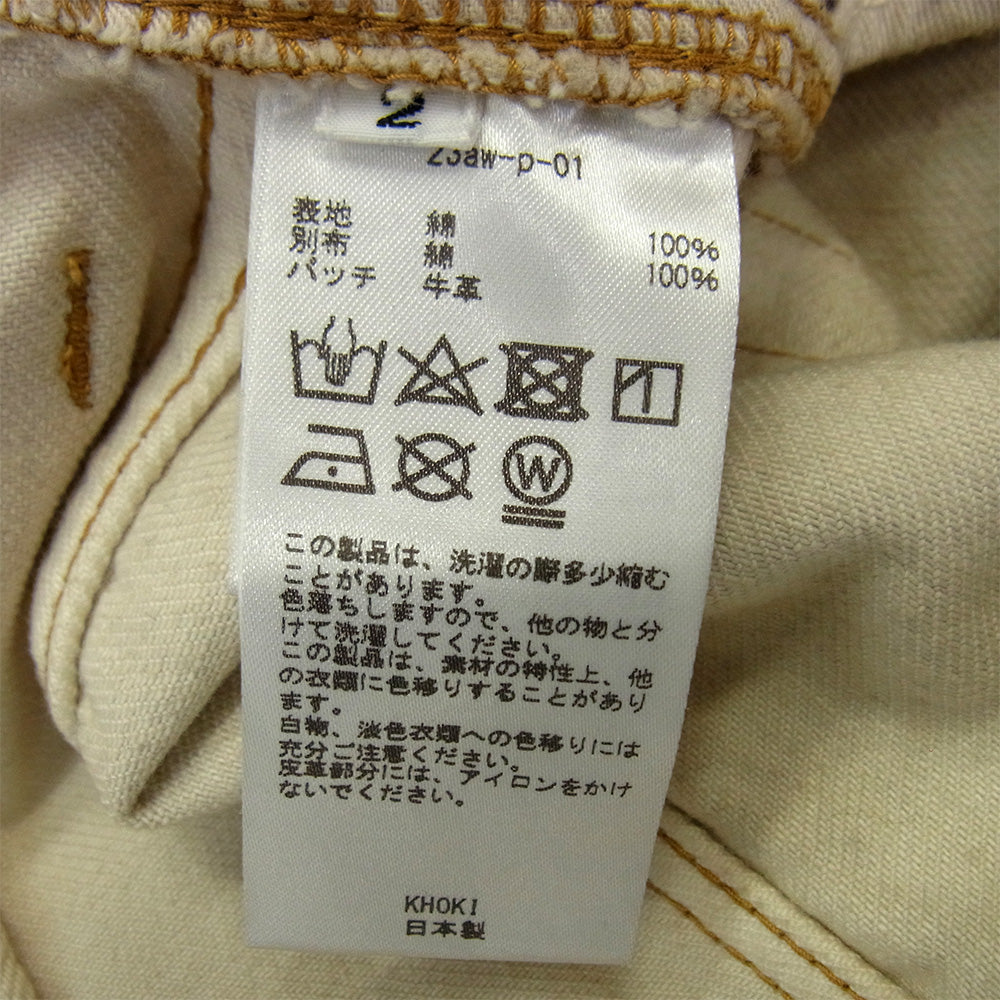 2
23aw-p-01
表地 綿 100%
別布 綿 100%
パッチ 牛革
W
この製品は、洗濯の際多少縮む
ことがあります。
色落ちしますので、他の物と分
けて洗濯してください。
この製品は、素材の特性上、他
の衣類に色移りすることがあり
ます。
白物、淡色衣類への色移りには
充分ご注意ください。
皮革部分には、アイロンをかけ
ないでください。
KHOKI
日本製